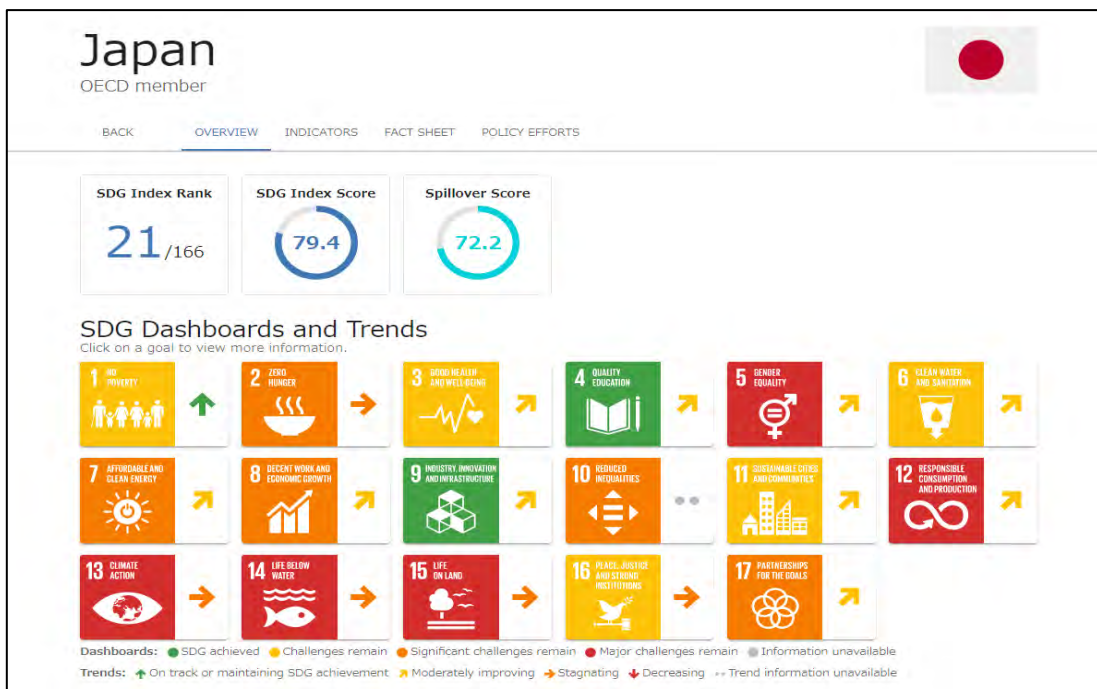 Japan
OECD member
BACK OVERVIEW INDICATORS FACT SHEET POLICY EFFORTS
SDG Index Rank SDG Index Score Spillover Score
21/166 79.4 72.2
SDG Dashboards and Trends
Click on a goal to view more information.
1 NO POVERTY
2 ZERO HUNGER
3 GOOD HEALTH AND WELL-BEING
4 QUALITY EDUCATION
5 GENDER EQUALITY
6 CLEAN WATER AND SANITATION
7 AFFORDABLE AND CLEAN ENERGY
8 DECENT WORK AND ECONOMIC GROWTH
9 INDUSTRY, INNOVATION AND INFRASTRUCTURE
10 REDUCED INEQUALITIES
11 SUSTAINABLE CITIES AND COMMUNITIES
12 RESPONSIBLE CONSUMPTION AND PRODUCTION
13 CLIMATE ACTION
14 LIFE BELOW WATER
15 LIFE ON LAND
16 PEACE, JUSTICE AND STRONG INSTITUTIONS
17 PARTNERSHIPS FOR THE GOALS
Dashboards: SDG achieved Challenges remain Significant challenges remain Major challenges remain Information unavailable
Trends: On track or maintaining SDG achievement Moderately improving Stagnating Decreasing Trend information unavailable